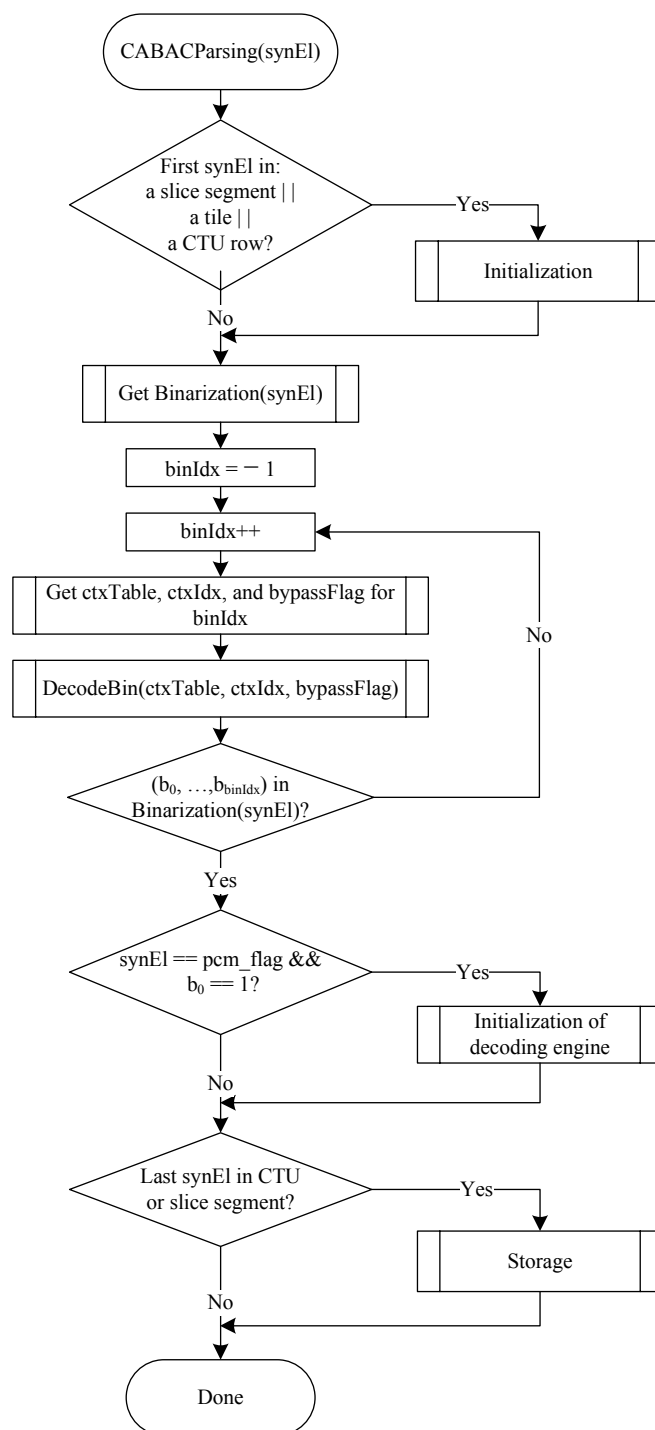 CABACParsing(synEl)
First synEl in:
a slice segment ||
a tile ||
a CTU row?
Yes
Initialization
No
Get Binarization(synEl)
binIdx = − 1
binIdx++
Get ctxTable, ctxIdx, and bypassFlag for
binIdx
No
DecodeBin(ctxTable, ctxIdx, bypassFlag)
(b0, …,bbinIdx) in
Binarization(synEl)?
Yes
synEl == pcm_flag &&
b0 == 1?
Yes
Initialization of
decoding engine
No
Last synEl in CTU
or slice segment?
Yes
Storage
No
Done